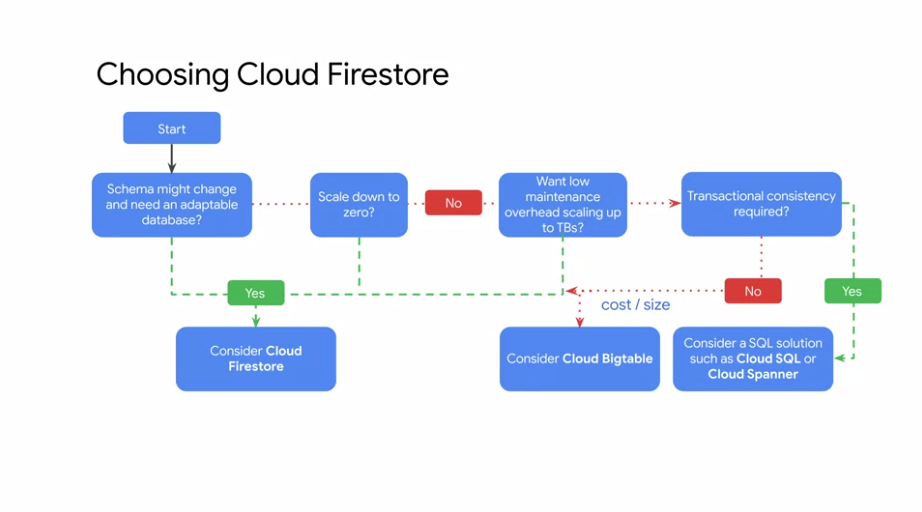 Choosing Cloud Firestore
Start
Schema might change
and need an adaptable
database?
Scale down to
zero?
No
Want low
maintenance
overhead scaling up
to TBs?
Transactional consistency
required?
Yes
cost / size
No
Yes
Consider Cloud
Firestore
Consider Cloud Bigtable
Consider a SQL solution
such as Cloud SQL or
Cloud Spanner